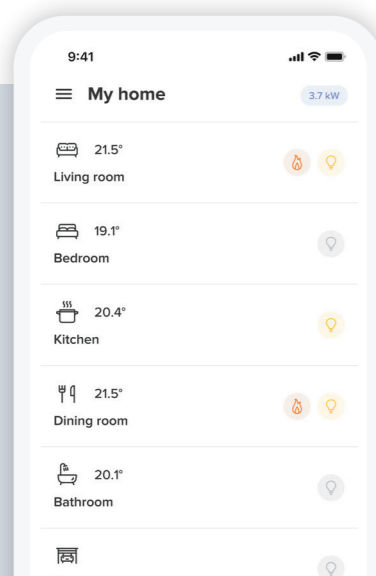 9:41
My home
3.7 kW
21.5°
Living room
19.1°
Bedroom
20.4°
Kitchen
21.5°
Dining room
20.1°
Bathroom